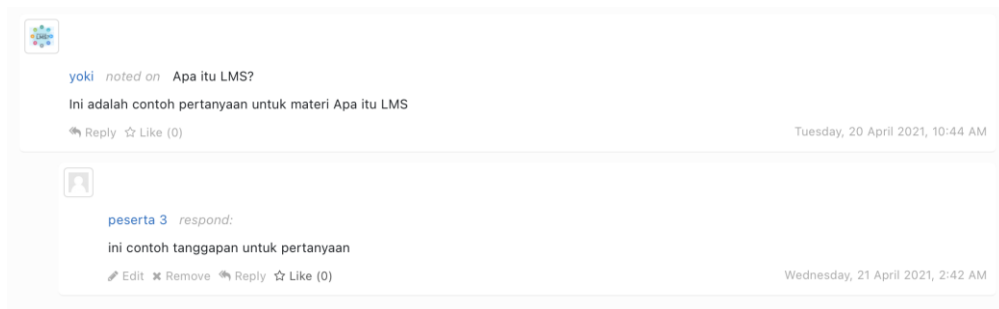 yoki noted on Apa itu LMS?
Ini adalah contoh pertanyaan untuk materi Apa itu LMS
Reply Like (0) Tuesday, 20 April 2021, 10:44 AM
peserta 3 respond:
ini contoh tanggapan untuk pertanyaan
Edit Remove Reply Like (0) Wednesday, 21 April 2021, 2:42 AM